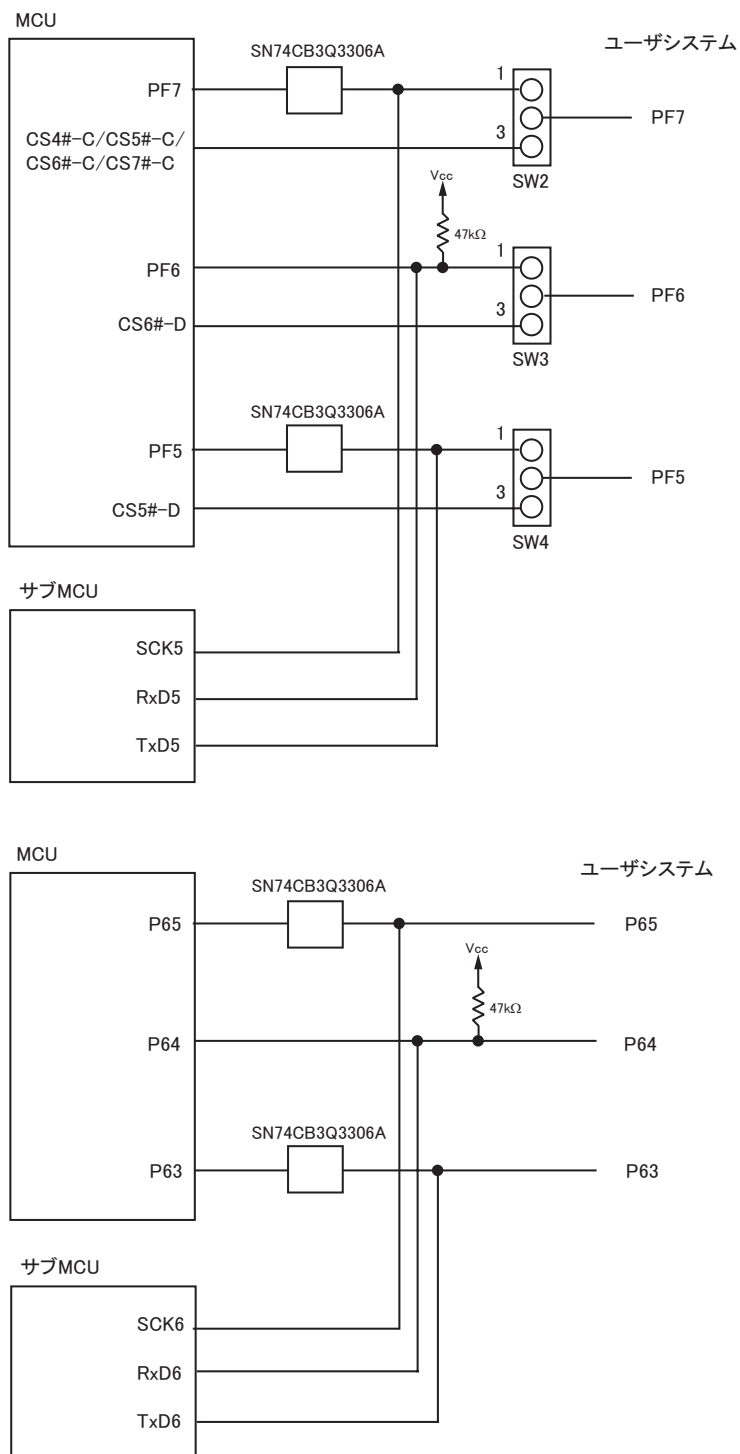 MCU
ユーザシステム
SN74CB3Q3306A
PF7
1
PF7
CS4#-C/CS5#-C/
CS6#-C/CS7#-C
3
SW2
Vcc
47kΩ
PF6
1
PF6
CS6#-D
3
SW3
SN74CB3Q3306A
PF5
1
PF5
CS5#-D
3
SW4
サブMCU
SCK5
RxD5
TxD5
MCU
ユーザシステム
SN74CB3Q3306A
P65
P65
Vcc
47kΩ
P64
P64
SN74CB3Q3306A
P63
P63
サブMCU
SCK6
RxD6
TxD6